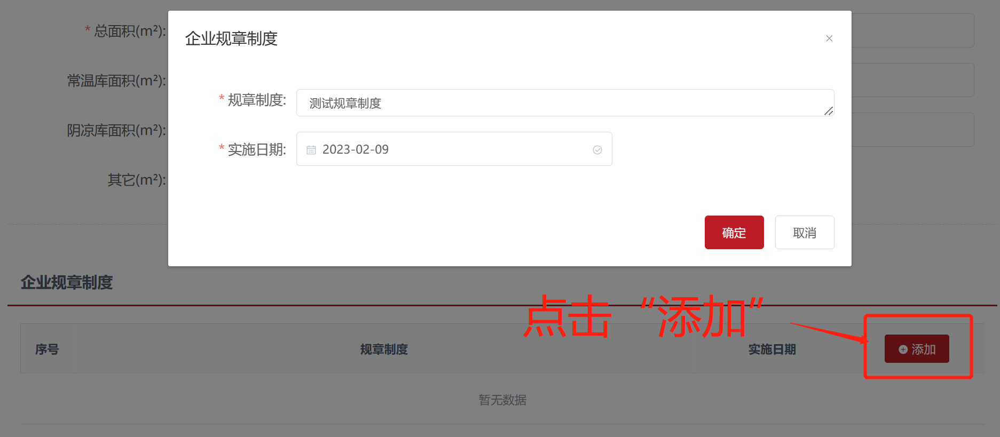 * 总面积(m²):
企业规章制度
常温库面积(m²):
* 规章制度: 测试规章制度
阴凉库面积(m²):
* 实施日期: 2023-02-09
其它(m²):
确定 取消
企业规章制度
点击“添加”
序号 规章制度 实施日期 添加
暂无数据